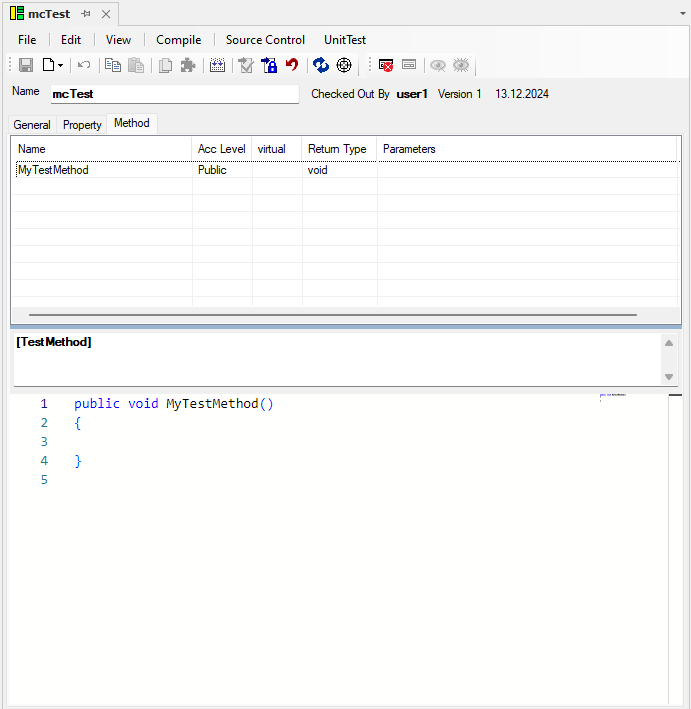 mcTest
File Edit View Compile Source Control UnitTest
Name mcTest Checked Out By user1 Version 1 13.12.2024
General Property Method
Name Acc Level virtual Return Type Parameters
MyTestMethod Public void
[TestMethod]
1 public void MyTestMethod()
2 {
3
4 }
5